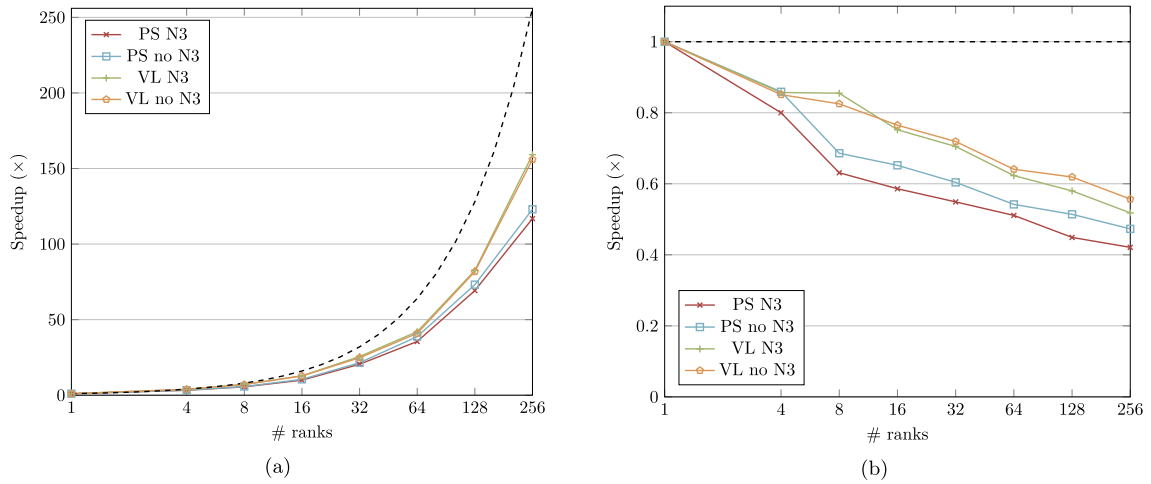 250
200
150
100
50
0
Speedup (×)
PS N3
PS no N3
VL N3
VL no N3
1 4 8 16 32 64 128 256
# ranks
(a)
1
0.8
0.6
0.4
0.2
0
Speedup (×)
PS N3
PS no N3
VL N3
VL no N3
1 4 8 16 32 64 128 256
# ranks
(b)